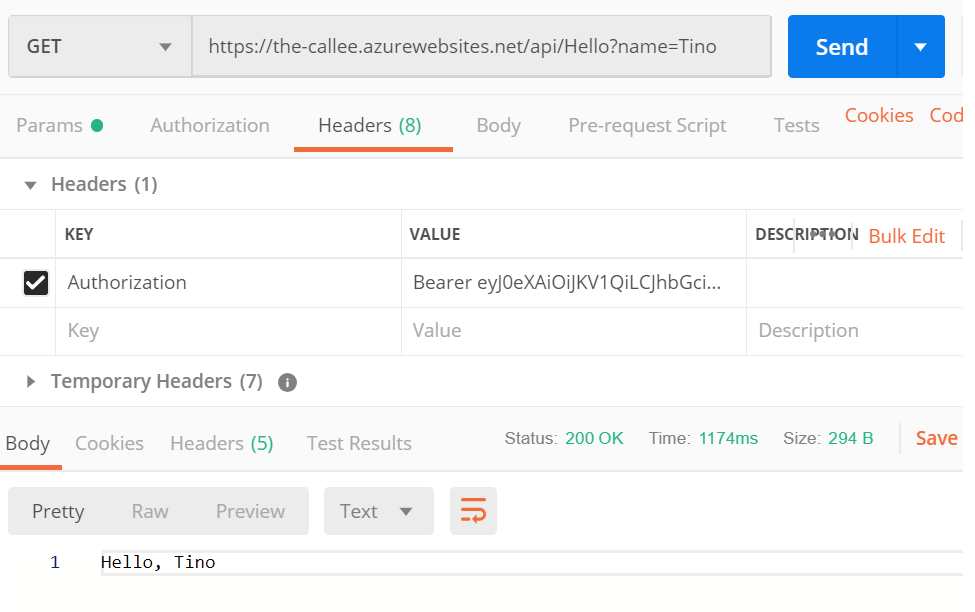 GET https://the-callee.azurewebsites.net/api/Hello?name=Tino Send
Params Authorization Headers (8) Body Pre-request Script Tests Cookies Cod
Headers (1)
KEY VALUE DESCRIPTION Bulk Edit
Authorization Bearer eyJ0eXAiOiJKV1QiLCJhbGci...
Key Value Description
Temporary Headers (7) i
Body Cookies Headers (5) Test Results Status: 200 OK Time: 1174ms Size: 294 B Save
Pretty Raw Preview Text
1 Hello, Tino